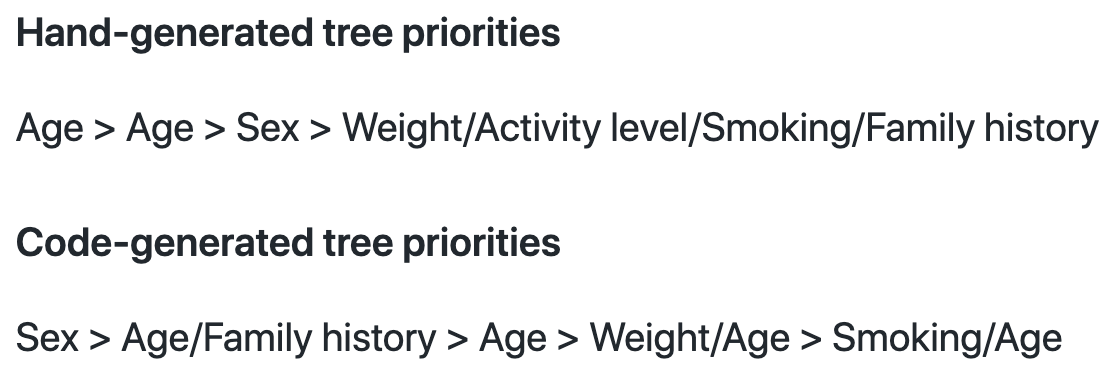 Hand-generated tree priorities
Age > Age > Sex > Weight/Activity level/Smoking/Family history
Code-generated tree priorities
Sex > Age/Family history > Age > Weight/Age > Smoking/Age